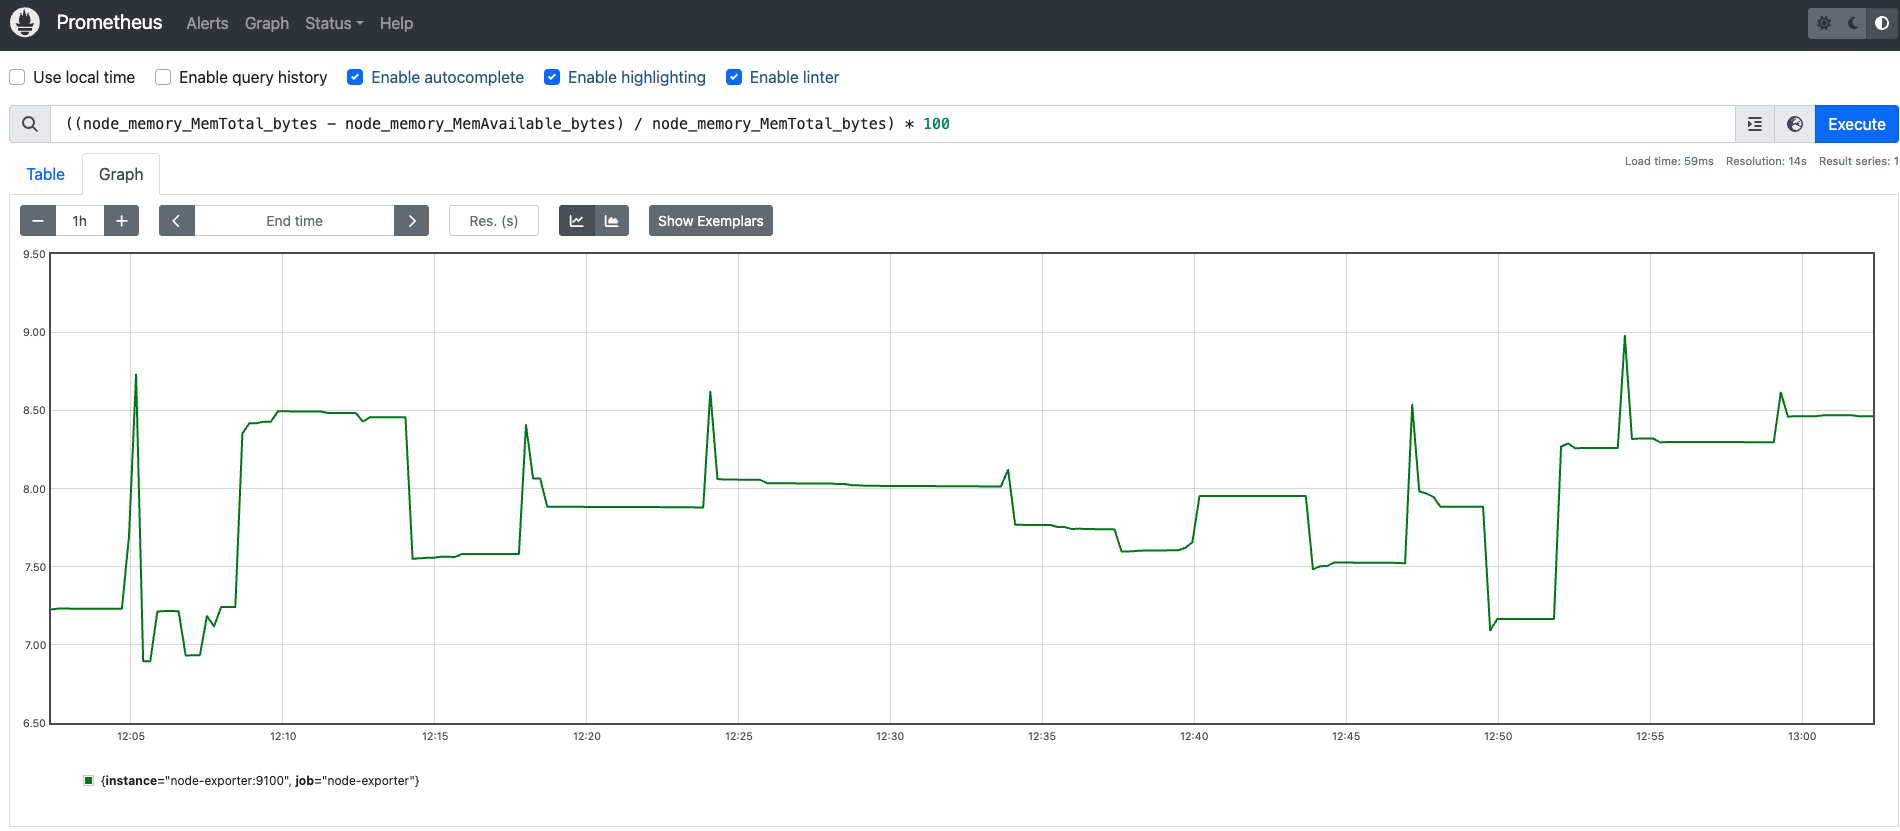 Prometheus Alerts Graph Status Help
Use local time Enable query history Enable autocomplete Enable highlighting Enable linter
((node_memory_MemTotal_bytes - node_memory_MemAvailable_bytes) / node_memory_MemTotal_bytes) * 100 Execute
Table Graph Load time: 59ms Resolution: 14s Result series: 1
− 1h + End time Res. (s) Show Exemplars
9.50
9.00
8.50
8.00
7.50
7.00
6.50
12:05 12:10 12:15 12:20 12:25 12:30 12:35 12:40 12:45 12:50 12:55 13:00
{instance="node-exporter:9100", job="node-exporter"}